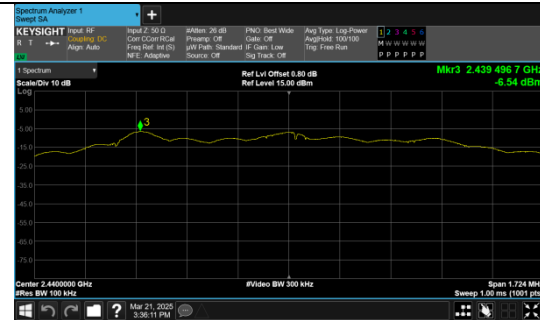 Spectrum Analyzer 1
Swept SA
+
KEYSIGHT Input: RF Input Z: 50 Ω #Atten: 26 dB PNO: Best Wide Avg Type: Log-Power 1 2 3 4 5 6
R T Coupling: DC Corr CCorr RCal Preamp: Off Gate: Off Avg|Hold: 100/100 M W W W W W
Align: Auto Freq Ref: Int (S) µW Path: Standard IF Gain: Low Trig: Free Run P P P P P P
NFE: Adaptive Source: Off Sig Track: Off
1 Spectrum Ref Lvl Offset 0.80 dB Mkr3 2.439 496 7 GHz
Scale/Div 10 dB Ref Level 15.00 dBm -6.54 dBm
Log
5.00
3
-5.00
-15.0
-25.0
-35.0
-45.0
-55.0
-65.0
-75.0
Center 2.4400000 GHz #Video BW 300 kHz Span 1.724 MHz
#Res BW 100 kHz Sweep 1.00 ms (1001 pts)
? Mar 21, 2025
3:36:11 PM